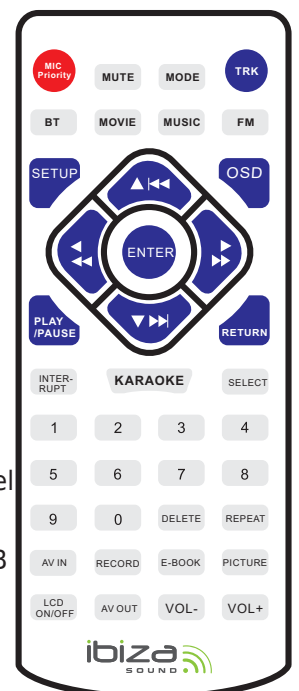 MIC
Priority
MUTE
MODE
TRK
BT
MOVIE
MUSIC
FM
SETUP
OSD
ENTER
PLAY
/PAUSE
RETURN
INTER-
RUPT
KARAOKE
SELECT
1
2
3
4
el
5
6
7
8
9
0
DELETE
REPEAT
3
AV IN
RECORD
E-BOOK
PICTURE
LCD
ON/OFF
AV OUT
VOL-
VOL+
ibiza
SOUND